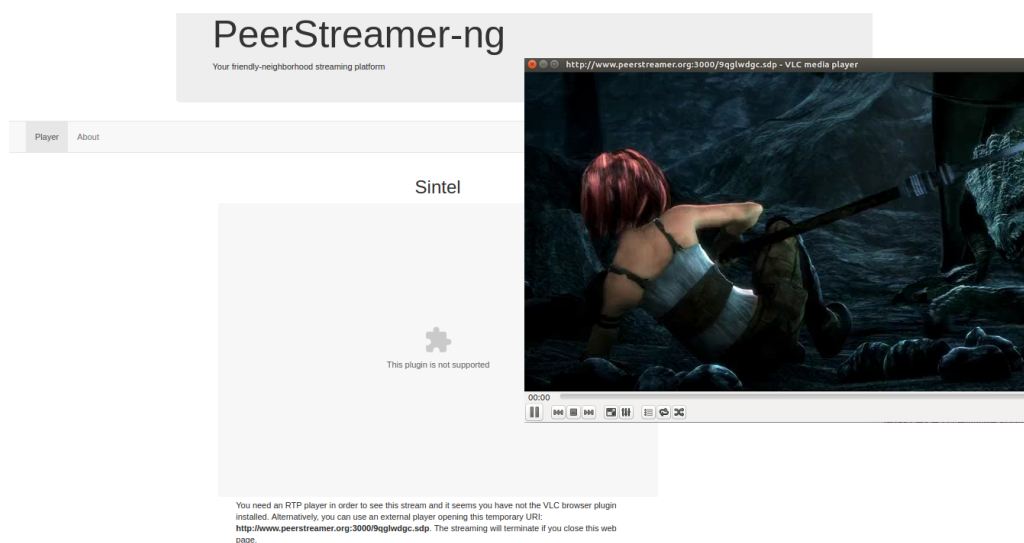 PeerStreamer-ng
Your friendly-neighborhood streaming platform
http://www.peerstreamer.org:3000/9qglwdgc.sdp - VLC media player
Player
About
Sintel
This plugin is not supported
00:00
You need an RTP player in order to see this stream and it seems you have not the VLC browser plugin
installed. Alternatively, you can use an external player opening this temporary URI:
http://www.peerstreamer.org:3000/9qglwdgc.sdp. The streaming will terminate if you close this web
page.